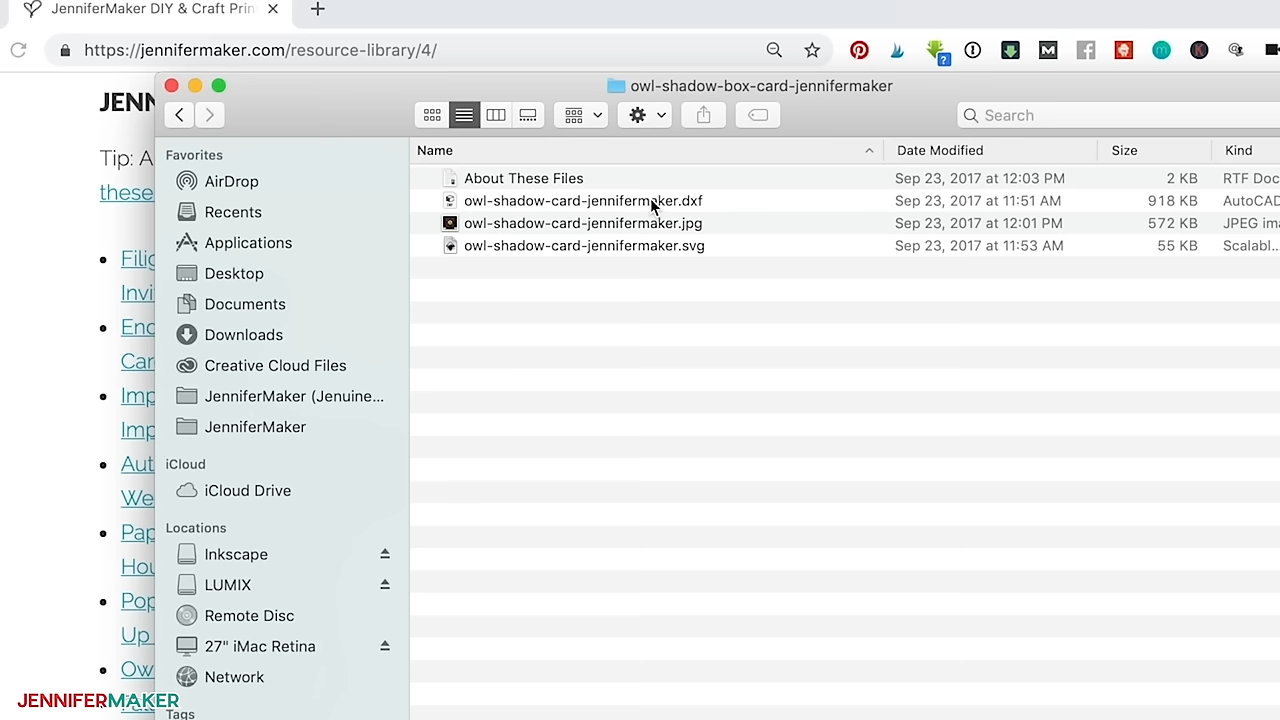 JenniferMaker DIY & Craft Prin
https://jennifermaker.com/resource-library/4/
owl-shadow-box-card-jennifermaker
Search
JENN
Tip: A
these
Filig
Invi
Enc
Car
Imp
Imp
Aut
We
Pap
Hou
Pop
Up
Ow
Favorites
AirDrop
Recents
Applications
Desktop
Documents
Downloads
Creative Cloud Files
JenniferMaker (Jenuine...
JenniferMaker
iCloud
iCloud Drive
Locations
Inkscape
LUMIX
Remote Disc
27" iMac Retina
Network
Tags
Name Date Modified Size Kind
About These Files Sep 23, 2017 at 12:03 PM 2 KB RTF Doc
owl-shadow-card-jennifermaker.dxf Sep 23, 2017 at 11:51 AM 918 KB AutoCAD
owl-shadow-card-jennifermaker.jpg Sep 23, 2017 at 12:01 PM 572 KB JPEG im
owl-shadow-card-jennifermaker.svg Sep 23, 2017 at 11:53 AM 55 KB Scalabl...
JENNIFERMAKER